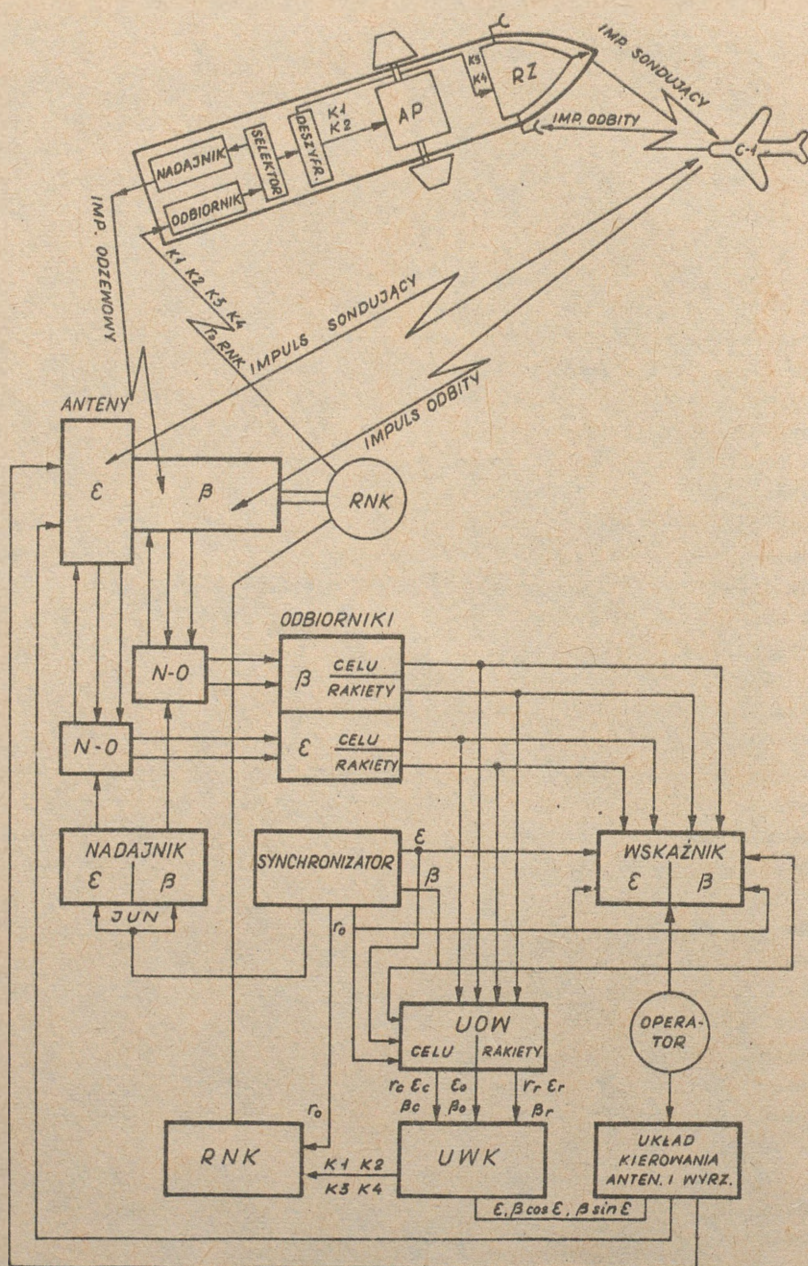 IMP. SONDUJĄCY
K3
K4
RZ
IMP. ODBITY
C-1
K1
K2
AP
DESZYFR.
SELEKTOR
NADAJNIK
ODBIORNIK
IMP. ODZEWOWY
K1 K2 K3 K4
r₀ RNK
IMPULS SONDUJĄCY
IMPULS ODBITY
ANTENY
ε
β
RNK
ODBIORNIKI
N-O
β CELU
RAKIETY
N-O
ε CELU
RAKIETY
NADAJNIK
ε β
JUN
SYNCHRONIZATOR
ε
β
r₀
WSKAŹNIK
ε β
UOW
CELU RAKIETY
OPERA-
TOR
r₀
rc εc ε₀ rr εr
βc β₀ βr
RNK
K1 K2
K3 K4
UWK
UKŁAD
KIEROWANIA
ANTEN. I WYRZ.
ε, β cos ε, β sin ε